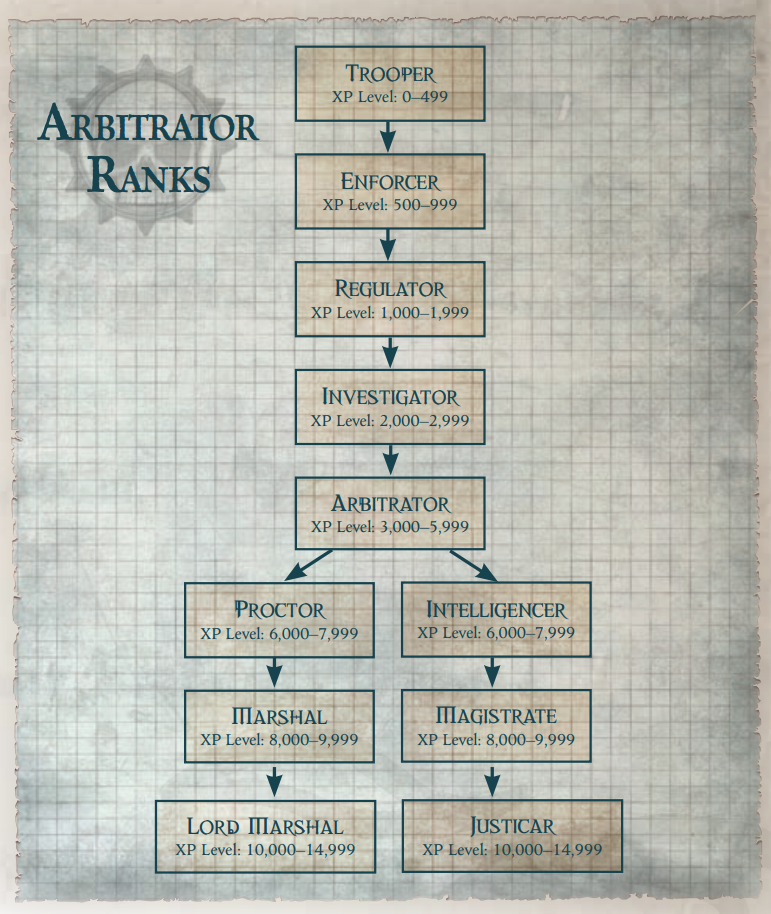 Arbitrator
Ranks
Trooper
XP Level: 0–499
Enforcer
XP Level: 500–999
Regulator
XP Level: 1,000–1,999
Investigator
XP Level: 2,000–2,999
Arbitrator
XP Level: 3,000–5,999
Proctor
XP Level: 6,000–7,999
Intelligencer
XP Level: 6,000–7,999
Marshal
XP Level: 8,000–9,999
Magistrate
XP Level: 8,000–9,999
Lord Marshal
XP Level: 10,000–14,999
Justicar
XP Level: 10,000–14,999